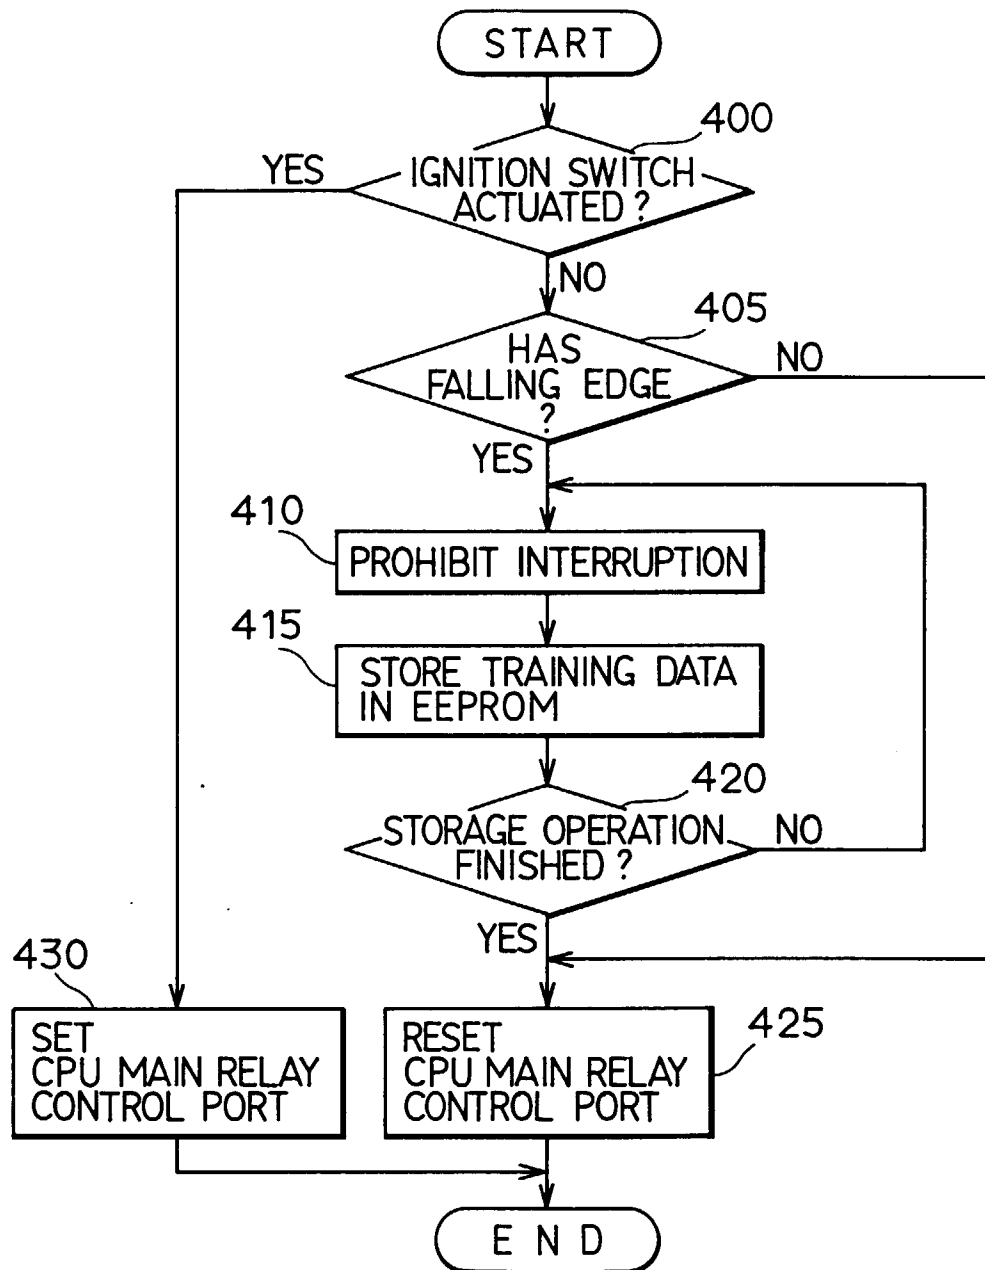 START
400
YES
IGNITION SWITCH
ACTUATED ?
NO
405
HAS
FALLING EDGE
?
NO
YES
410
PROHIBIT INTERRUPTION
415
STORE TRAINING DATA
IN EEPROM
420
STORAGE OPERATION
FINISHED ?
NO
YES
430
SET
CPU MAIN RELAY
CONTROL PORT
RESET
CPU MAIN RELAY
CONTROL PORT
425
END